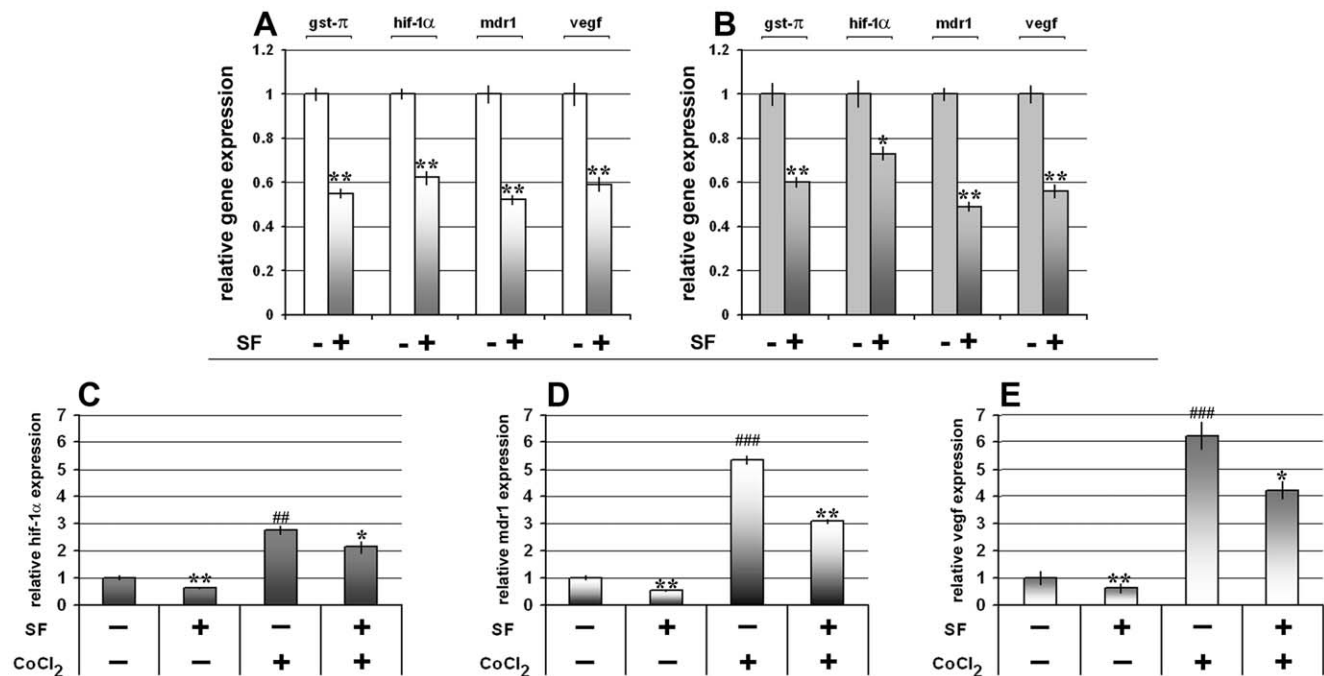 A
gst-π hif-1α mdr1 vegf
relative gene expression
1.2
1
0.8
0.6
0.4
0.2
0
** ** ** **
SF - + - + - + - +
B
gst-π hif-1α mdr1 vegf
relative gene expression
1.2
1
0.8
0.6
0.4
0.2
0
** * ** **
SF - + - + - + - +
C
relative hif-1α expression
7
6
5
4
3
2
1
0
** ## *
SF − + − +
CoCl₂ − − + +
D
relative mdr1 expression
7
6
5
4
3
2
1
0
** ### **
SF − + − +
CoCl₂ − − + +
E
relative vegf expression
7
6
5
4
3
2
1
0
** ### *
SF − + − +
CoCl₂ − − + +